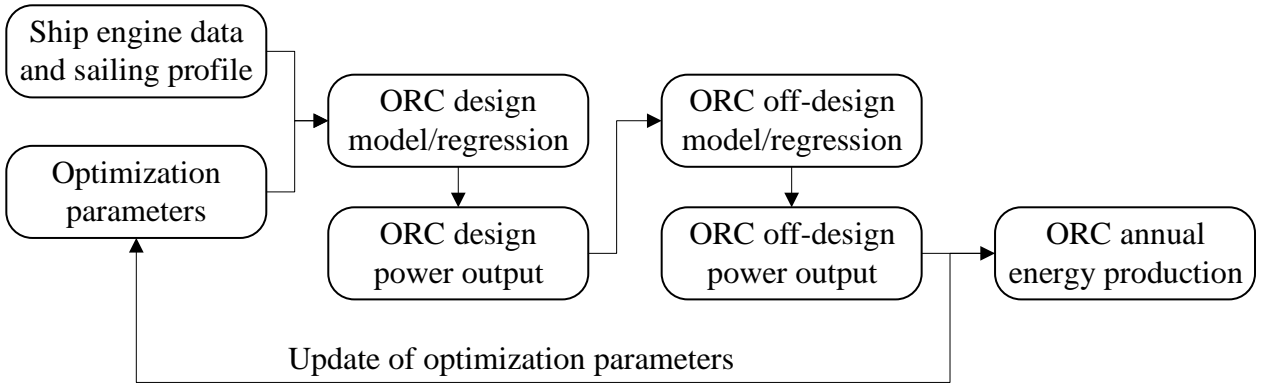 Ship engine data
and sailing profile
Optimization
parameters
ORC design
model/regression
ORC design
power output
ORC off-design
model/regression
ORC off-design
power output
ORC annual
energy production
Update of optimization parameters